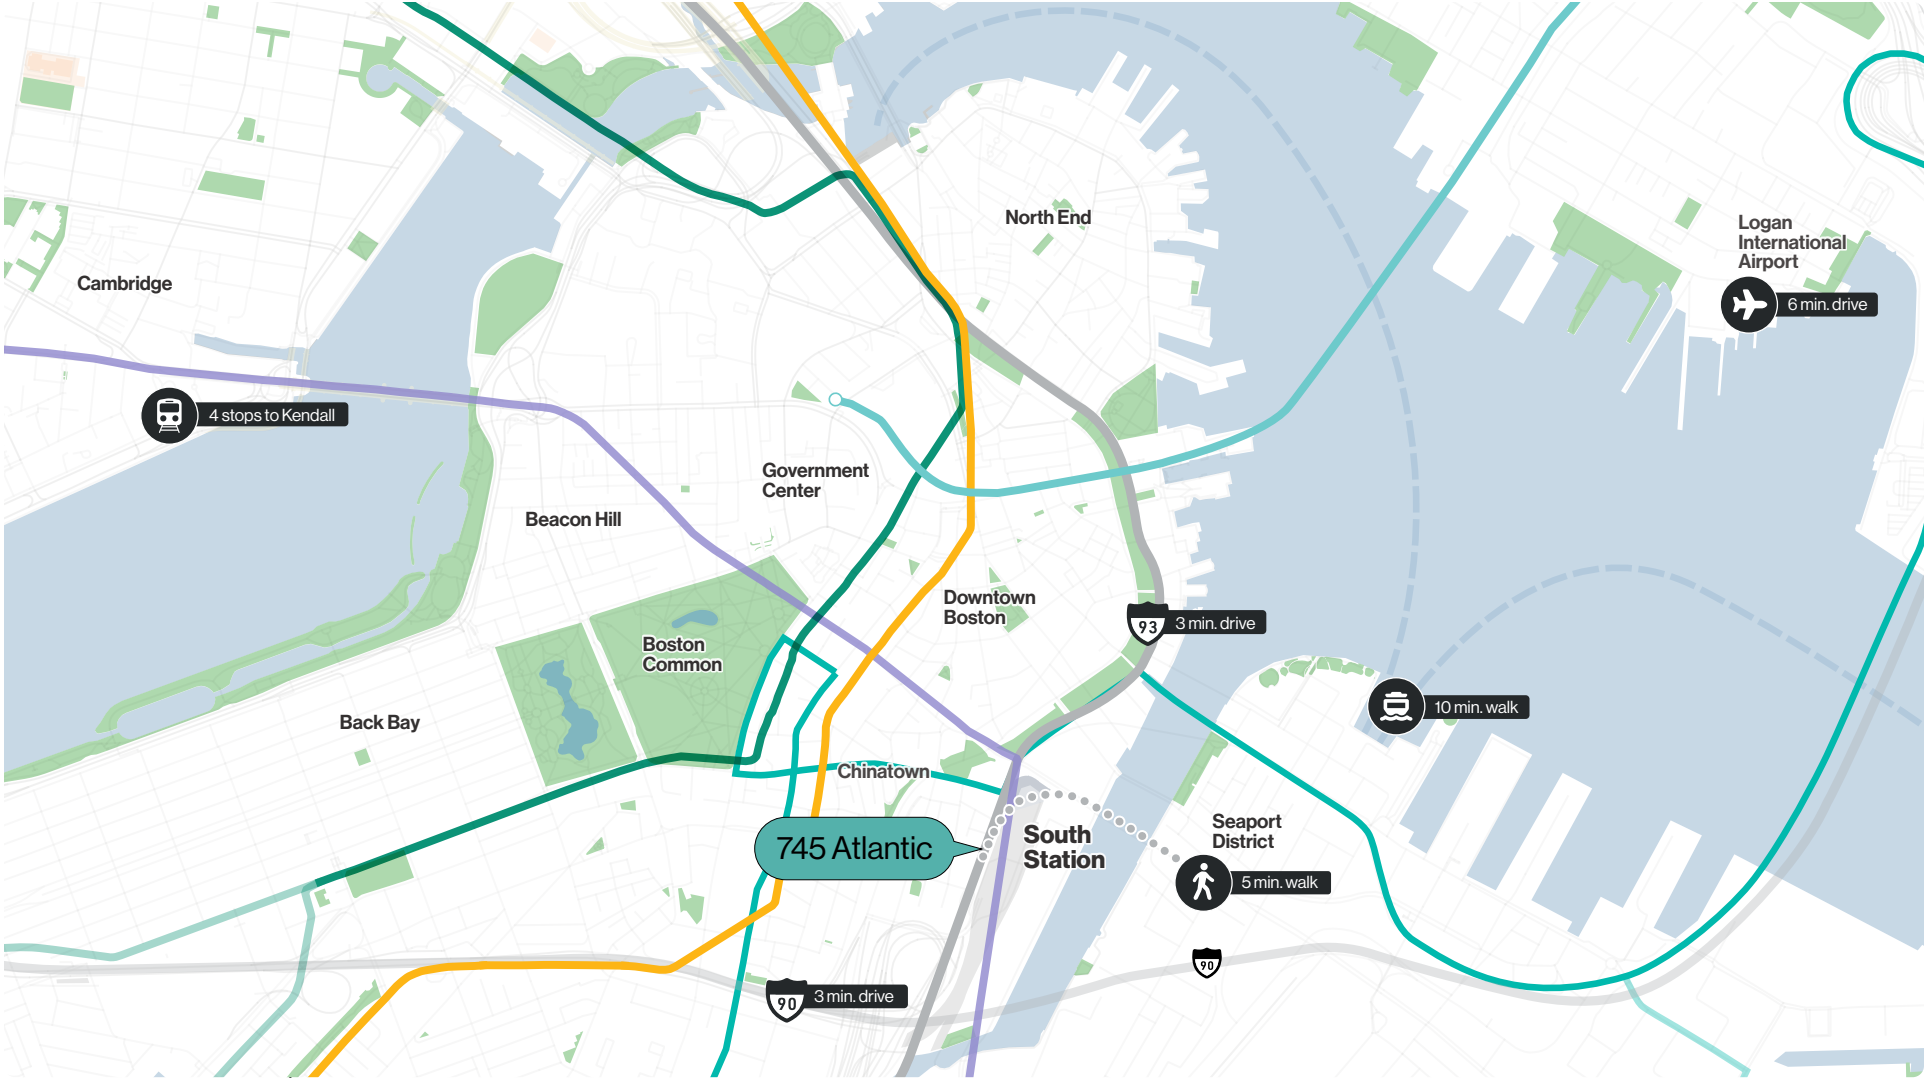 North End
Logan
International
Airport
6 min. drive
Cambridge
4 stops to Kendall
Government
Center
Beacon Hill
Downtown
Boston
93
3 min. drive
Boston
Common
10 min. walk
Back Bay
Chinatown
745 Atlantic
South
Station
Seaport
District
5 min. walk
90
90
3 min. drive